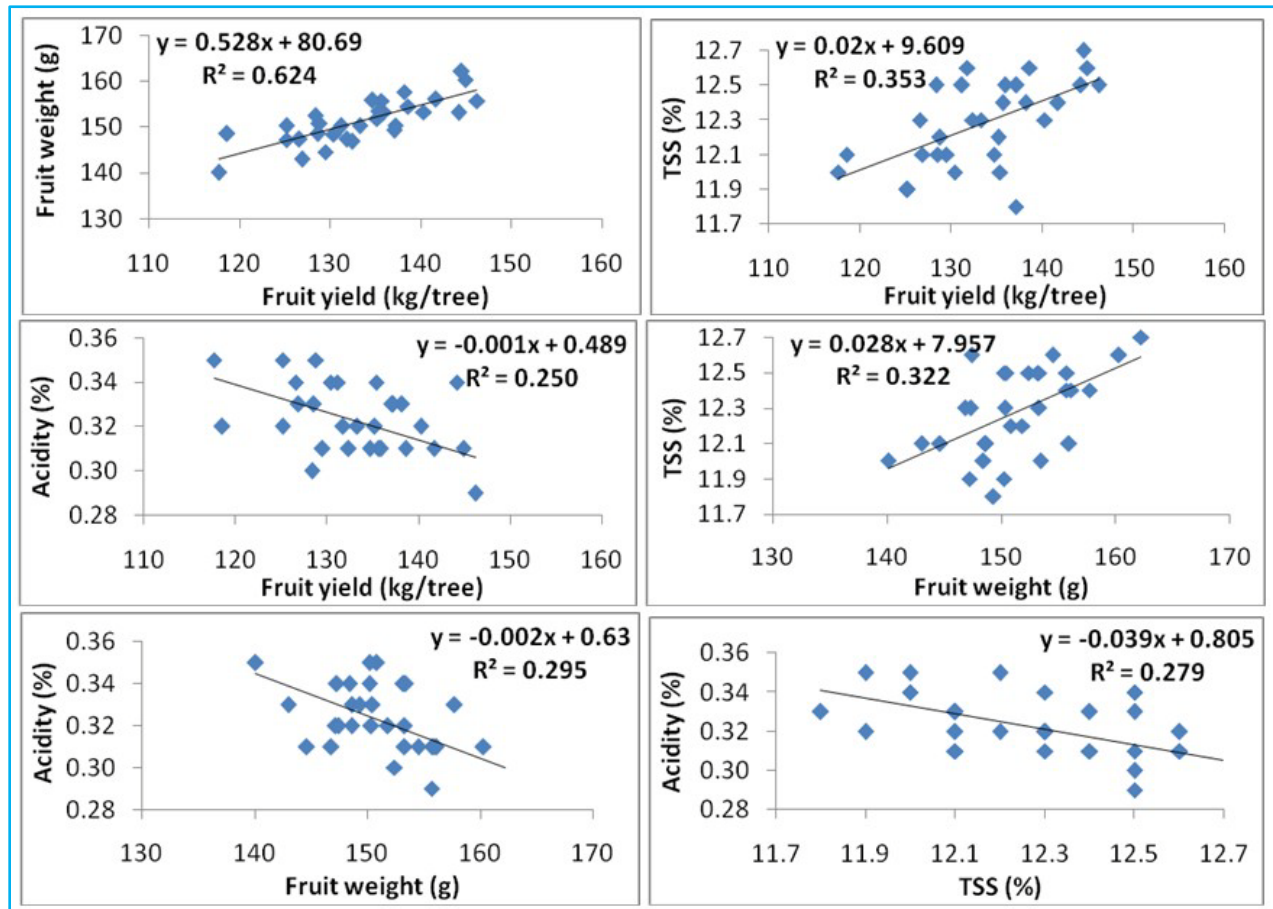 y = 0.528x + 80.69
R² = 0.624
Fruit weight (g)
170
160
150
140
130
110 120 130 140 150 160
Fruit yield (kg/tree)
y = 0.02x + 9.609
R² = 0.353
TSS (%)
12.7
12.5
12.3
12.1
11.9
11.7
110 120 130 140 150 160
Fruit yield (kg/tree)
y = -0.001x + 0.489
R² = 0.250
Acidity (%)
0.36
0.34
0.32
0.30
0.28
110 120 130 140 150 160
Fruit yield (kg/tree)
y = 0.028x + 7.957
R² = 0.322
TSS (%)
12.7
12.5
12.3
12.1
11.9
11.7
130 140 150 160 170
Fruit weight (g)
y = -0.002x + 0.63
R² = 0.295
Acidity (%)
0.36
0.34
0.32
0.30
0.28
130 140 150 160 170
Fruit weight (g)
y = -0.039x + 0.805
R² = 0.279
Acidity (%)
0.36
0.34
0.32
0.30
0.28
11.7 11.9 12.1 12.3 12.5 12.7
TSS (%)